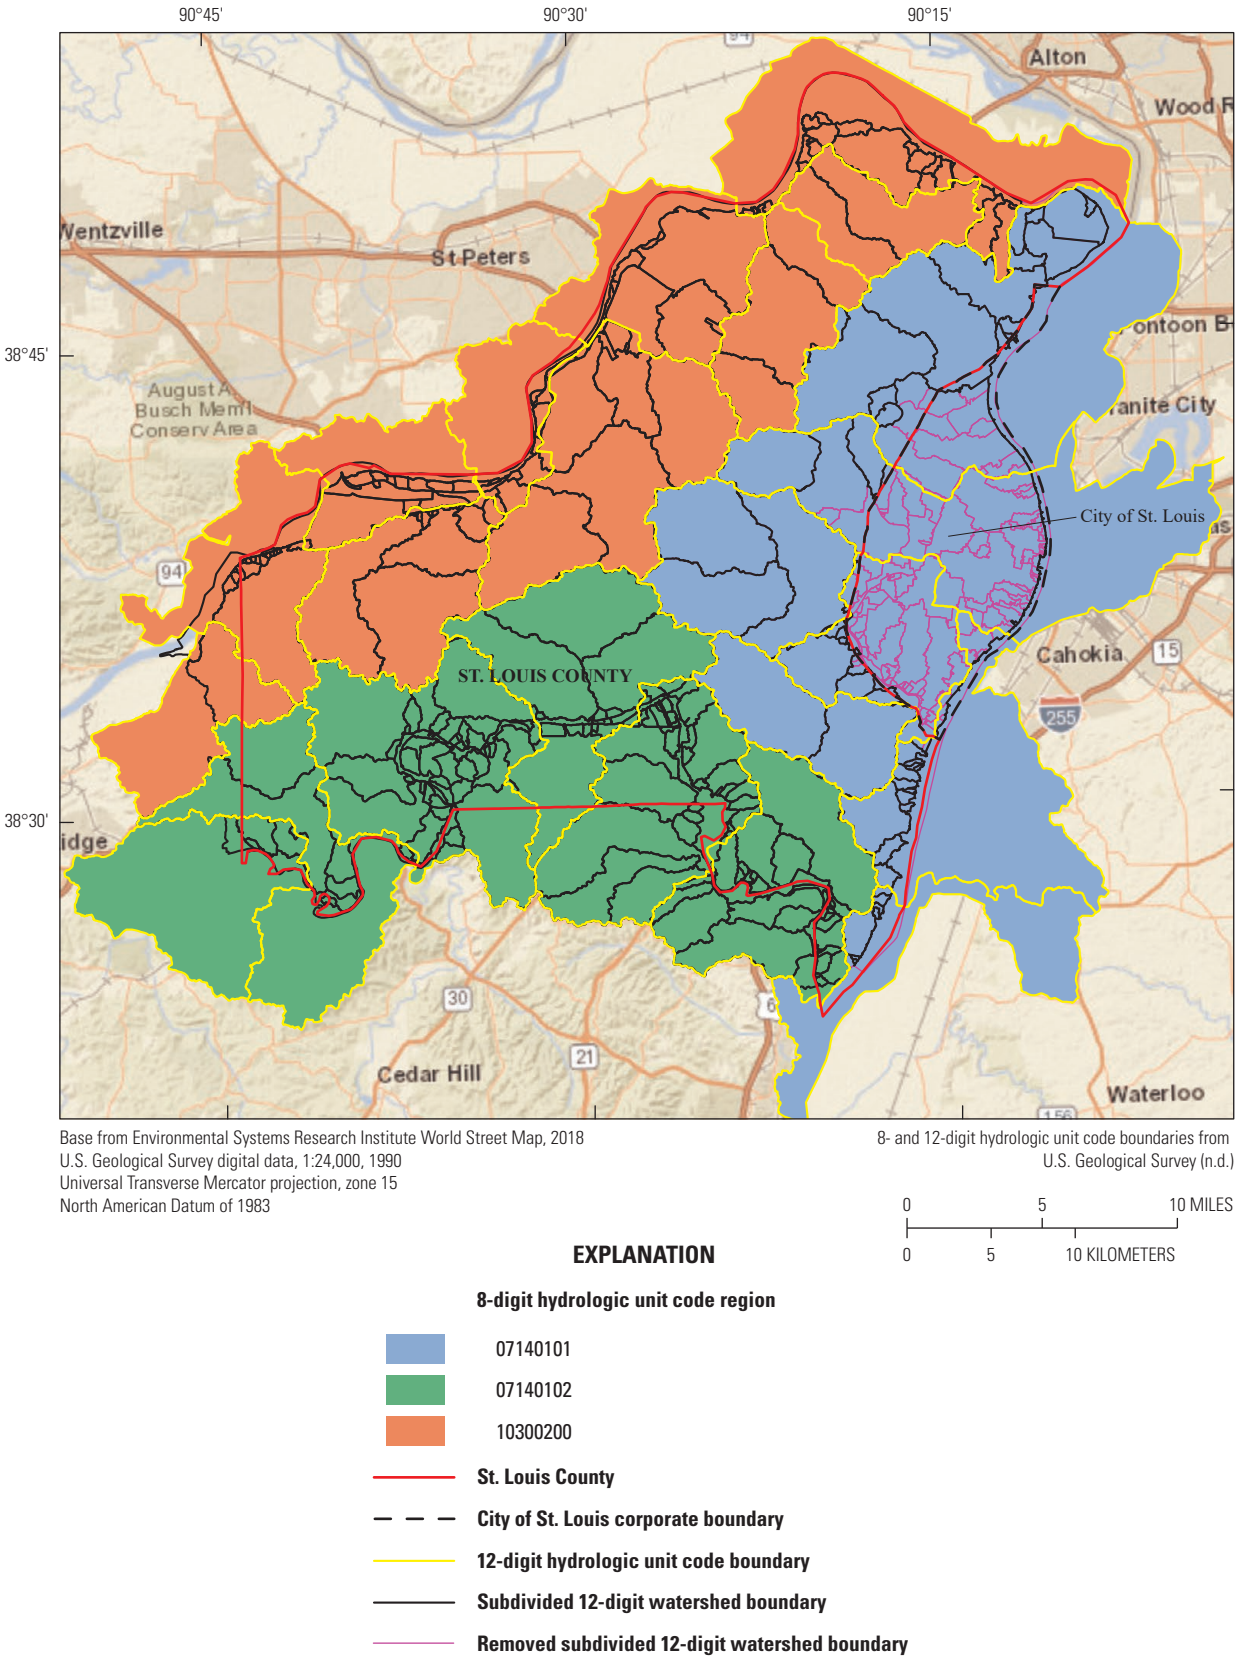 90°45'
90°30'
90°15'
94
Alton
Wood R
Wentzville
St Peters
38°45'
ontoon B
August A
Busch Mem'l
Conserv Area
ranite City
City of St. Louis
as
94
Cahokia
15
ST. LOUIS COUNTY
255
38°30'
idge
30
6
21
Cedar Hill
Waterloo
156
Base from Environmental Systems Research Institute World Street Map, 2018
U.S. Geological Survey digital data, 1:24,000, 1990
Universal Transverse Mercator projection, zone 15
North American Datum of 1983
8- and 12-digit hydrologic unit code boundaries from
U.S. Geological Survey (n.d.)
0 5 10 MILES
0 5 10 KILOMETERS
EXPLANATION
8-digit hydrologic unit code region
07140101
07140102
10300200
St. Louis County
City of St. Louis corporate boundary
12-digit hydrologic unit code boundary
Subdivided 12-digit watershed boundary
Removed subdivided 12-digit watershed boundary